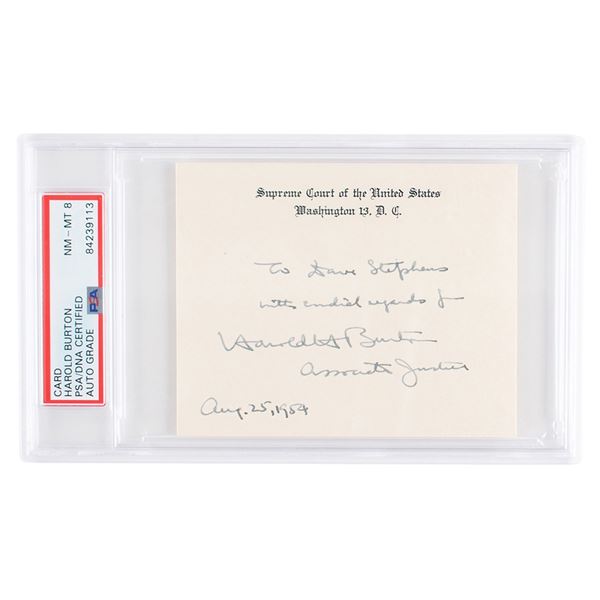 CARD
HAROLD BURTON
PSA/DNA CERTIFIED
AUTO GRADE
NM-MT 8
84239113
PSA
Supreme Court of the United States
Washington 13, D. C.
To Dave Stephens
with cordial regards of
Harold H Burton
Associate Justice
Aug. 25, 1954